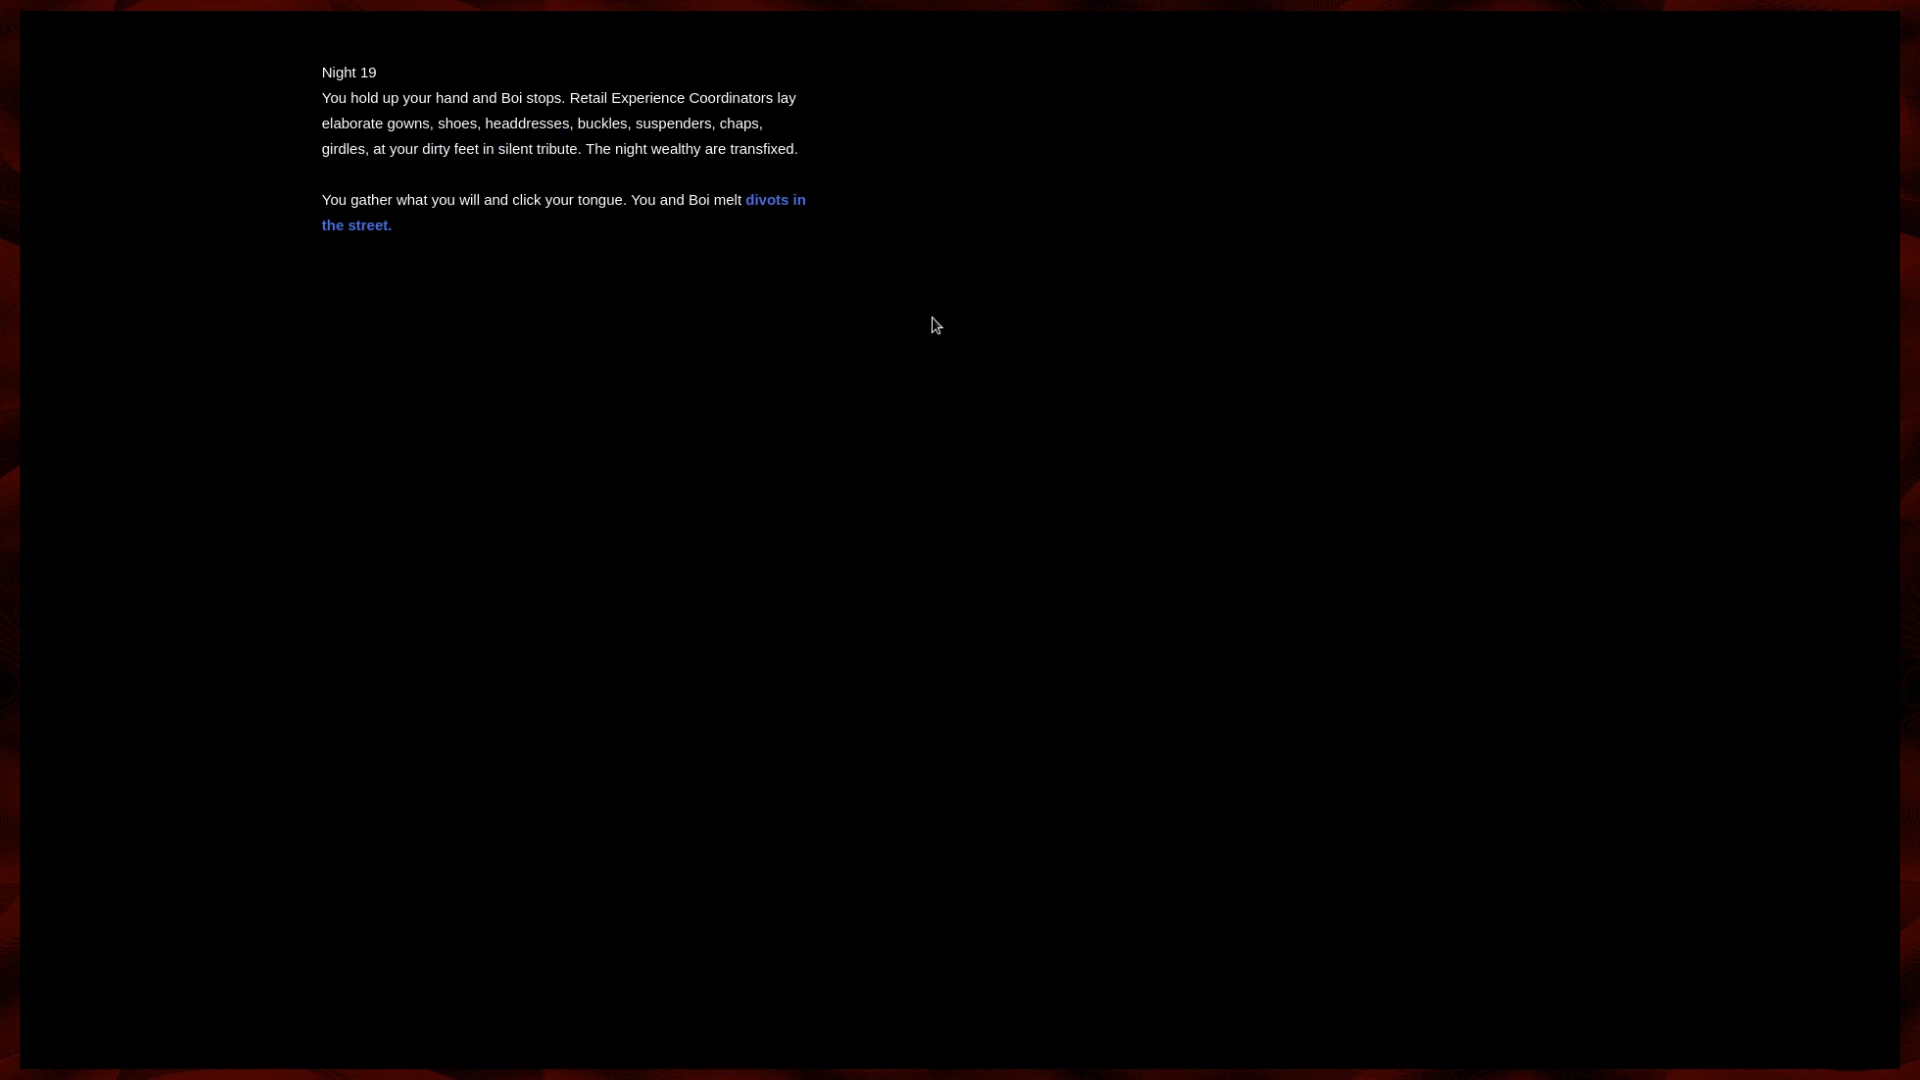 Night 19
You hold up your hand and Boi stops. Retail Experience Coordinators lay
elaborate gowns, shoes, headdresses, buckles, suspenders, chaps,
girdles, at your dirty feet in silent tribute. The night wealthy are transfixed.
You gather what you will and click your tongue. You and Boi melt divots in
the street.